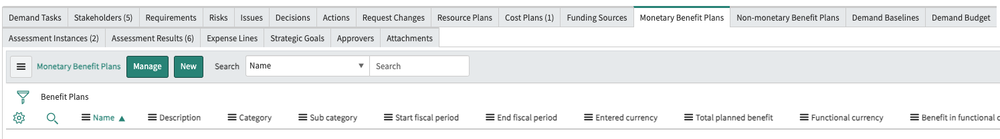 Demand Tasks Stakeholders (5) Requirements Risks Issues Decisions Actions Request Changes Resource Plans Cost Plans (1) Funding Sources Monetary Benefit Plans Non-monetary Benefit Plans Demand Baselines Demand Budget
Assessment Instances (2) Assessment Results (6) Expense Lines Strategic Goals Approvers Attachments
Monetary Benefit Plans Manage New Search Name Search
Benefit Plans
Name Description Category Sub category Start fiscal period End fiscal period Entered currency Total planned benefit Functional currency Benefit in functional